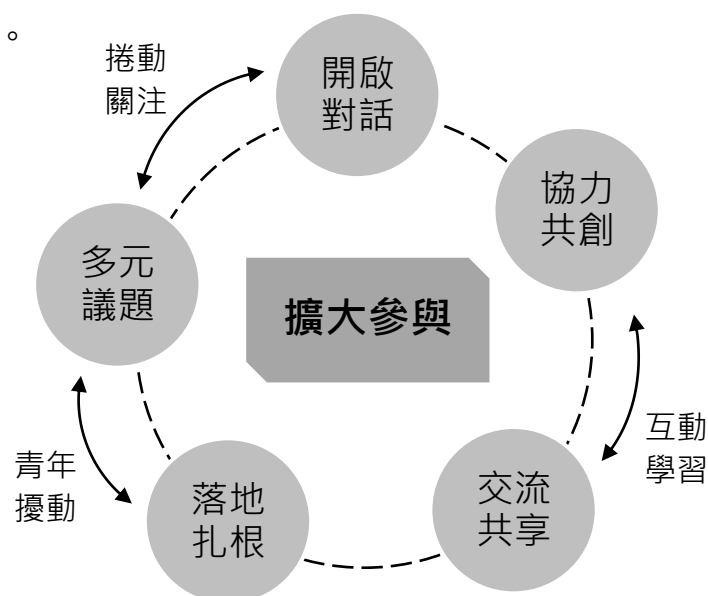 。
捲動
關注
開啟
對話
協力
共創
多元
議題
擴大參與
互動
學習
青年
擾動
落地
扎根
交流
共享